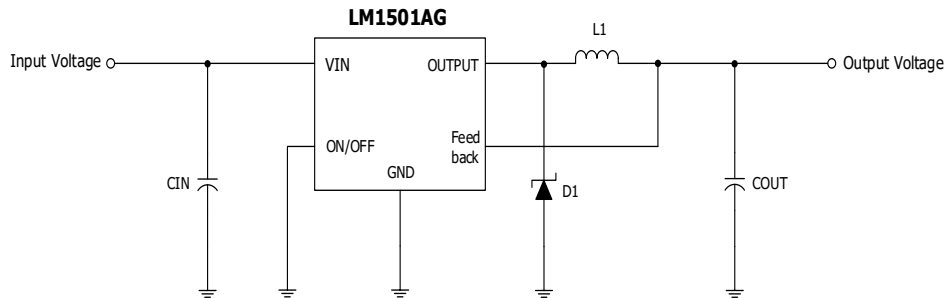 LM1501AG
L1
Input Voltage
VIN
OUTPUT
Output Voltage
ON/OFF
Feed
back
GND
CIN
D1
COUT